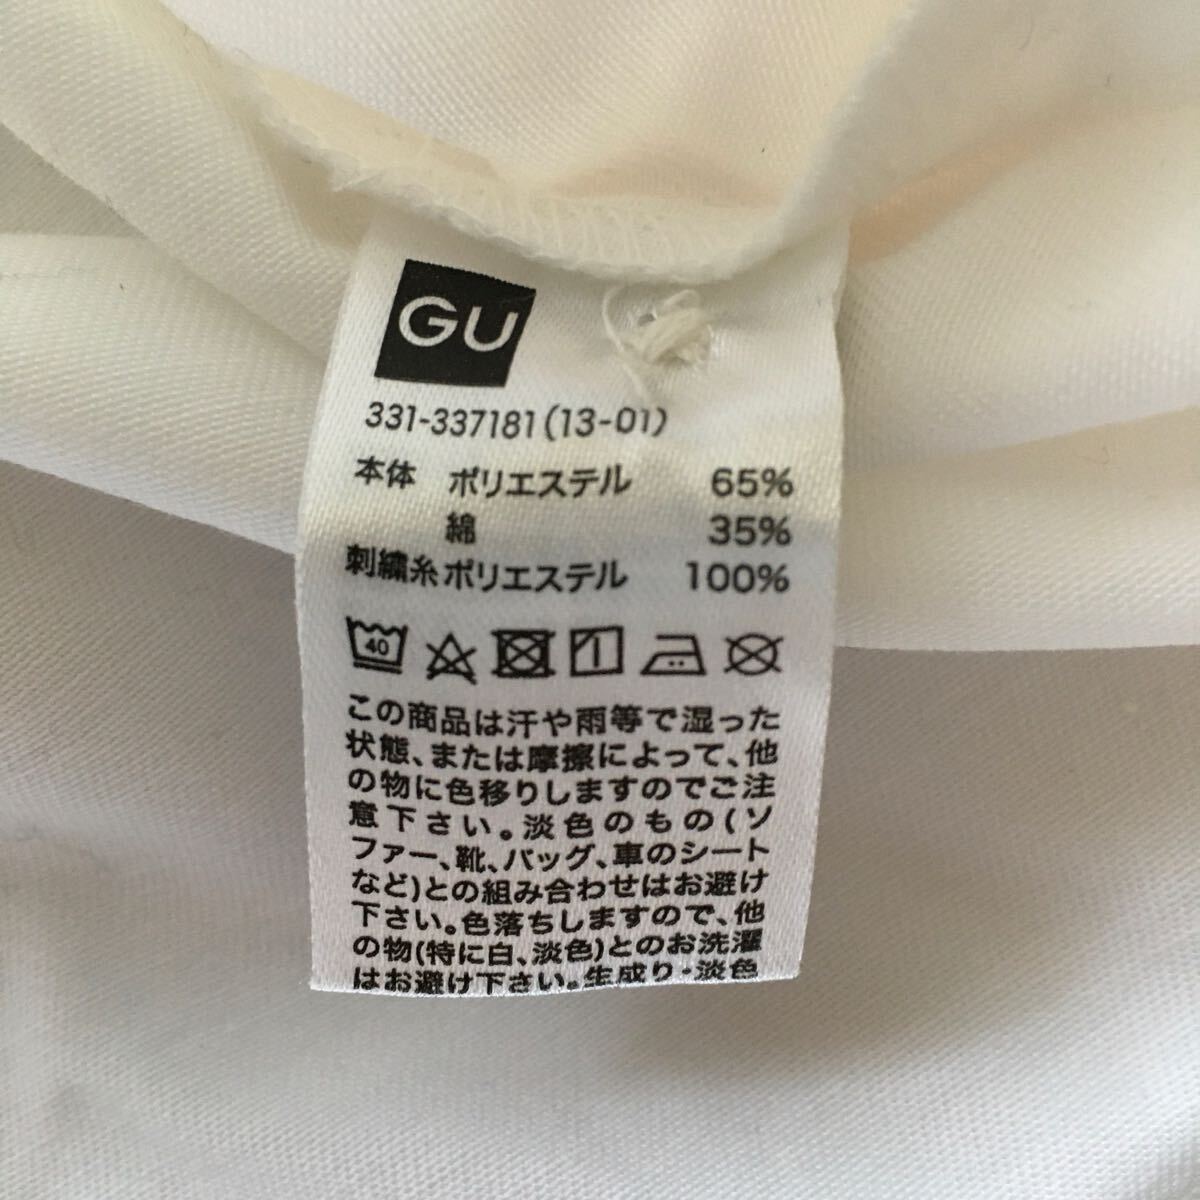 GU
331-337181(13-01)
本体 ポリエステル 65%
綿 35%
刺繍糸ポリエステル 100%
40
この商品は汗や雨等で湿った
状態、または摩擦によって、他
の物に色移りしますのでご注
意下さい。淡色のもの(ソ
ファー、靴、バッグ、車のシート
など)との組み合わせはお避け
下さい。色落ちしますので、他
の物(特に白、淡色)とのお洗濯
はお避け下さい。生成り・淡色